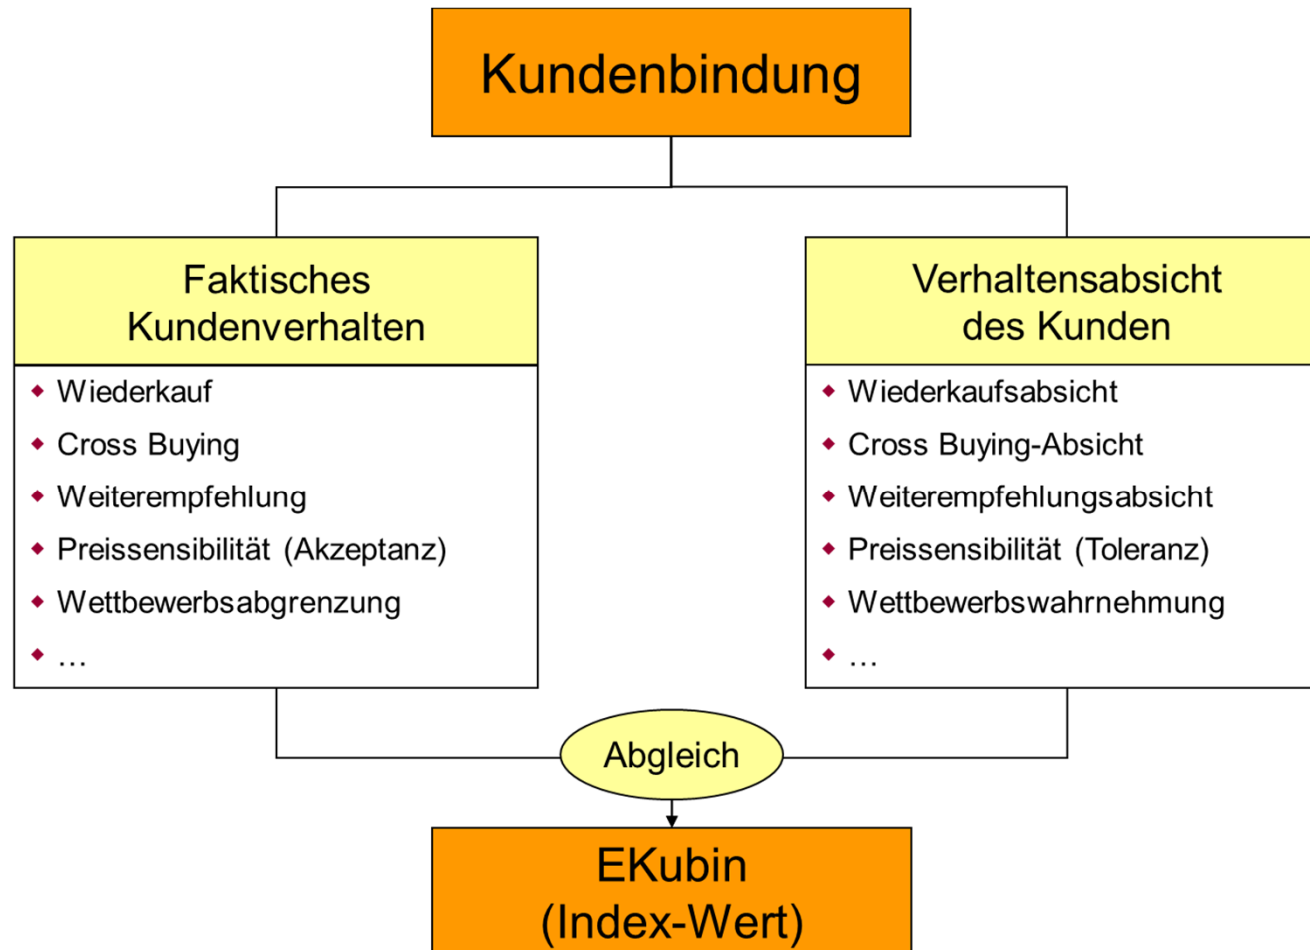 Kundenbindung
Faktisches
Kundenverhalten
Wiederkauf
Cross Buying
Weiterempfehlung
Preissensibilität (Akzeptanz)
Wettbewerbsabgrenzung
…
Verhaltensabsicht
des Kunden
Wiederkaufsabsicht
Cross Buying-Absicht
Weiterempfehlungsabsicht
Preissensibilität (Toleranz)
Wettbewerbswahrnehmung
…
Abgleich
EKubin
(Index-Wert)